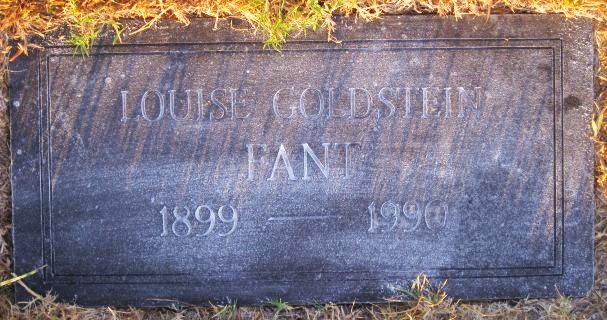 LOUISE GOLDSTEIN
FANT
1899 — 1990